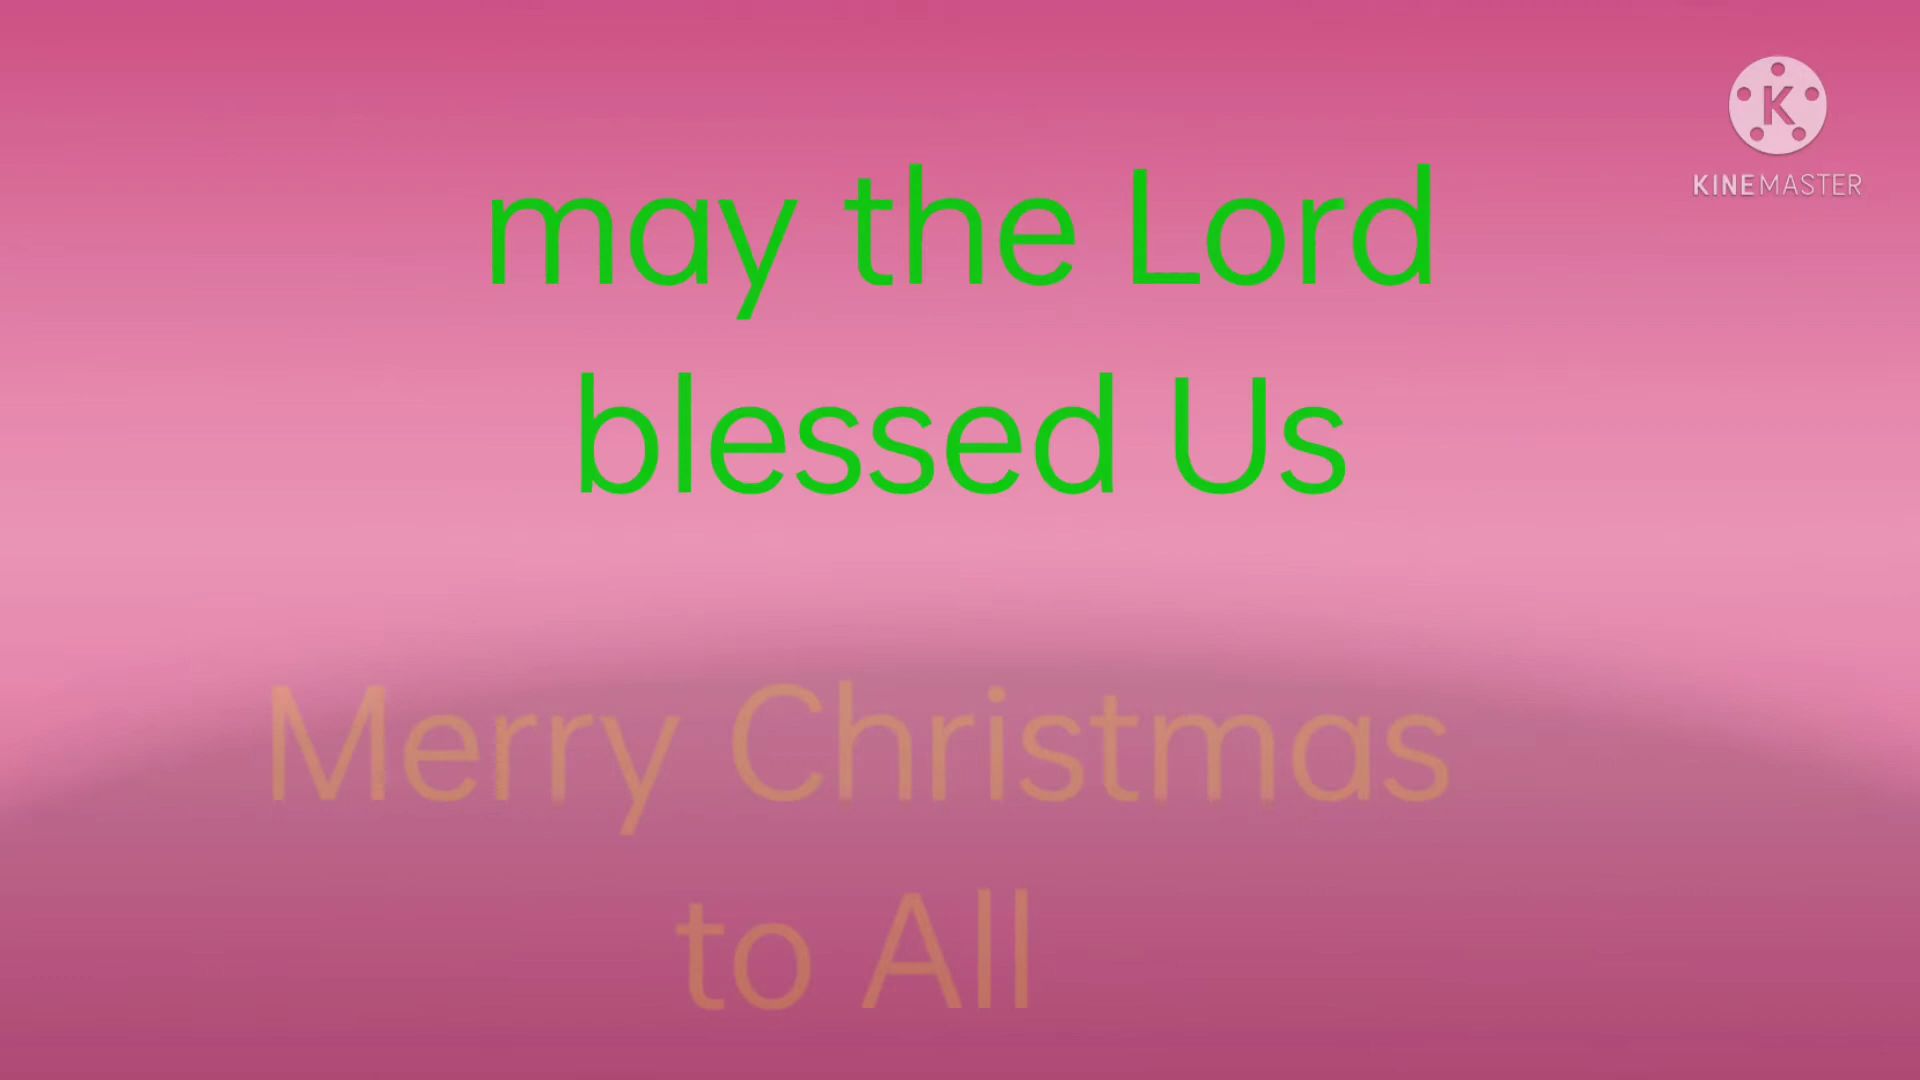 may the Lord
blessed Us
Merry Christmas
to All
K
KINEMASTER